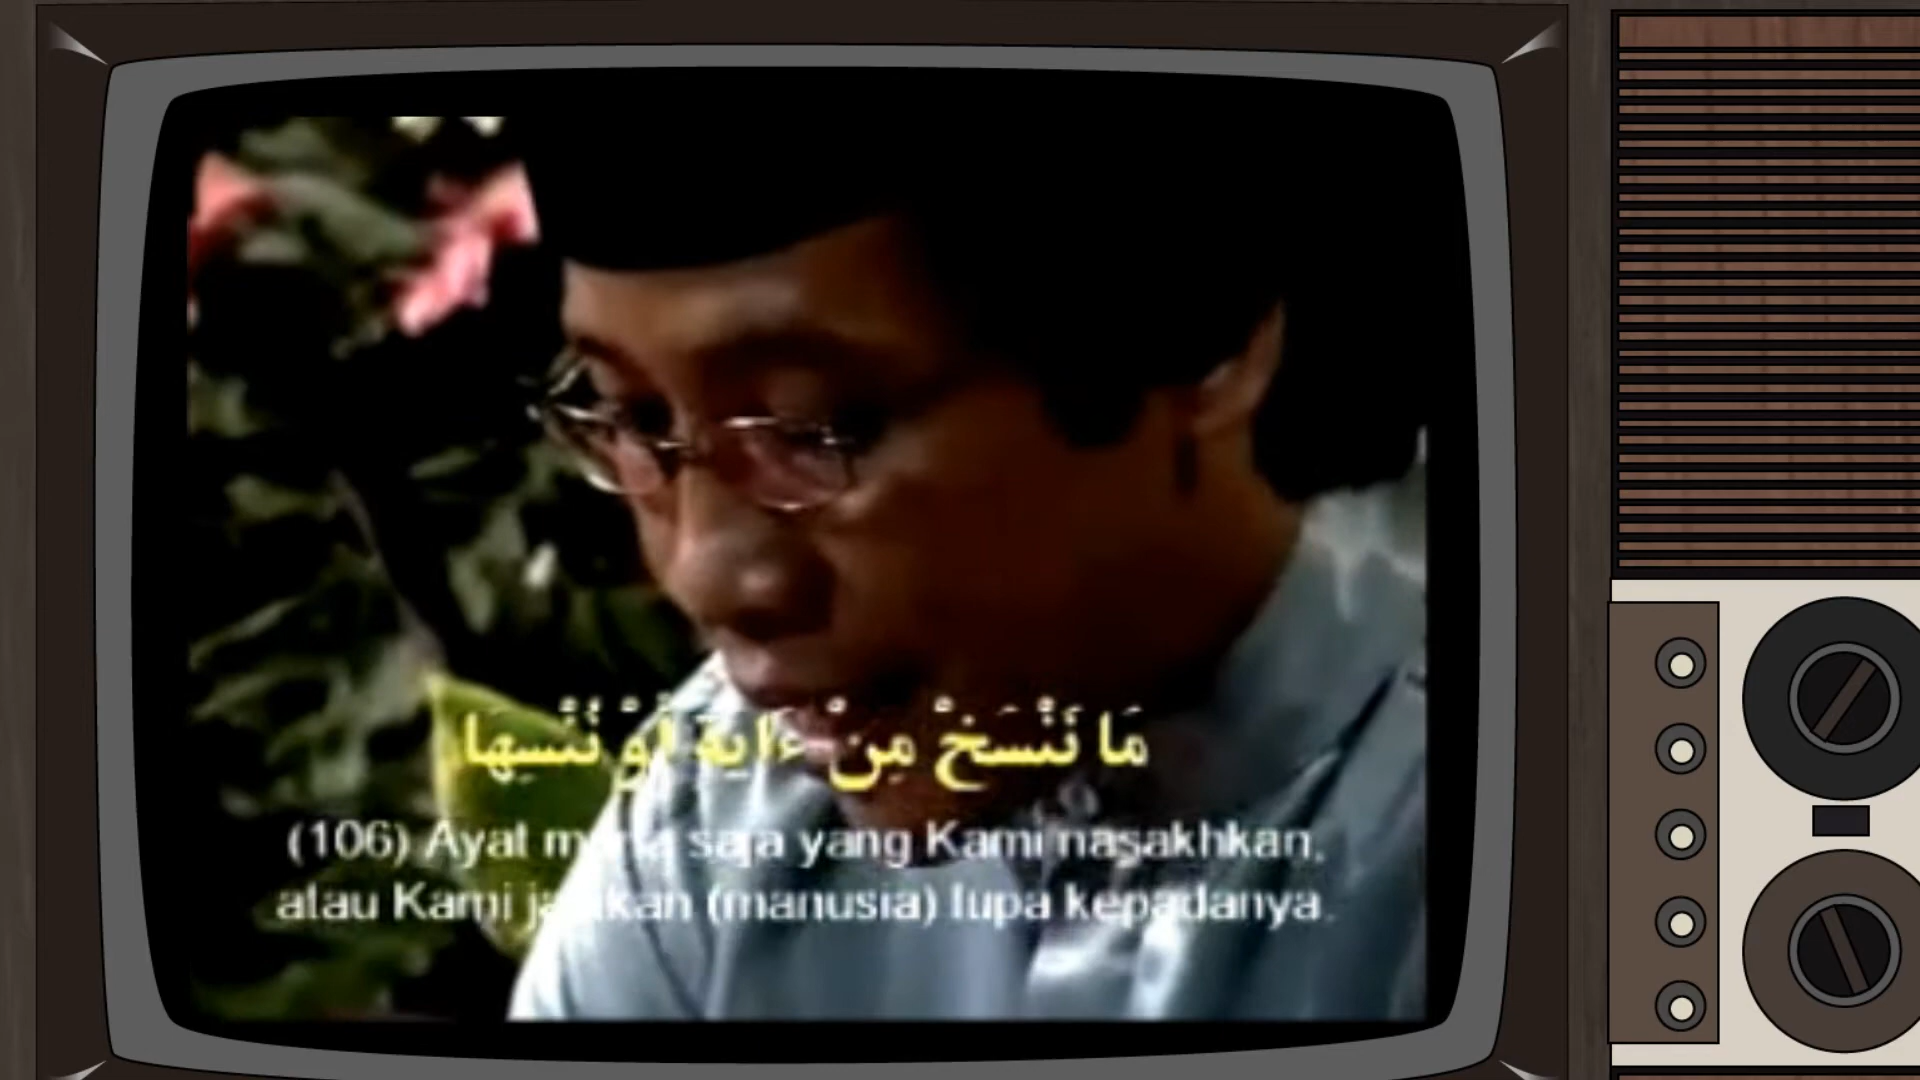 مَا نَنْسَخْ مِنْ ءَايَةٍ أَوْ نُنْسِهَا
(106) Ayat mana saja yang Kami nasakhkan,
atau Kami jadikan (manusia) lupa kepadanya.